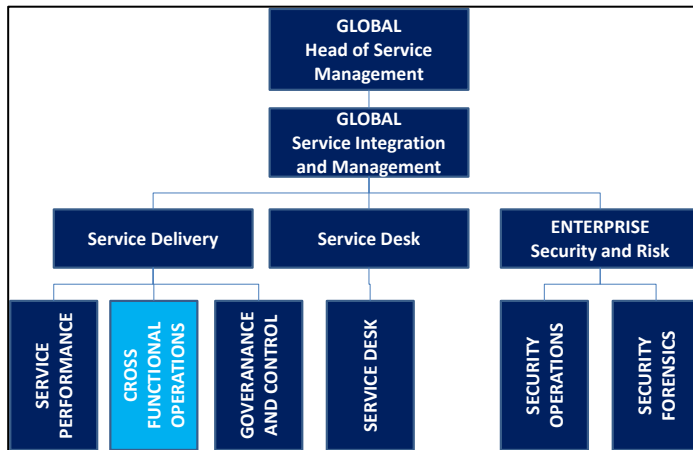 GLOBAL
Head of Service
Management
GLOBAL
Service Integration
and Management
Service Delivery
Service Desk
ENTERPRISE
Security and Risk
SERVICE
PERFORMANCE
CROSS
FUNCTIONAL
OPERATIONS
GOVERANANCE
AND CONTROL
SERVICE DESK
SECURITY
OPERATIONS
SECURITY
FORENSICS